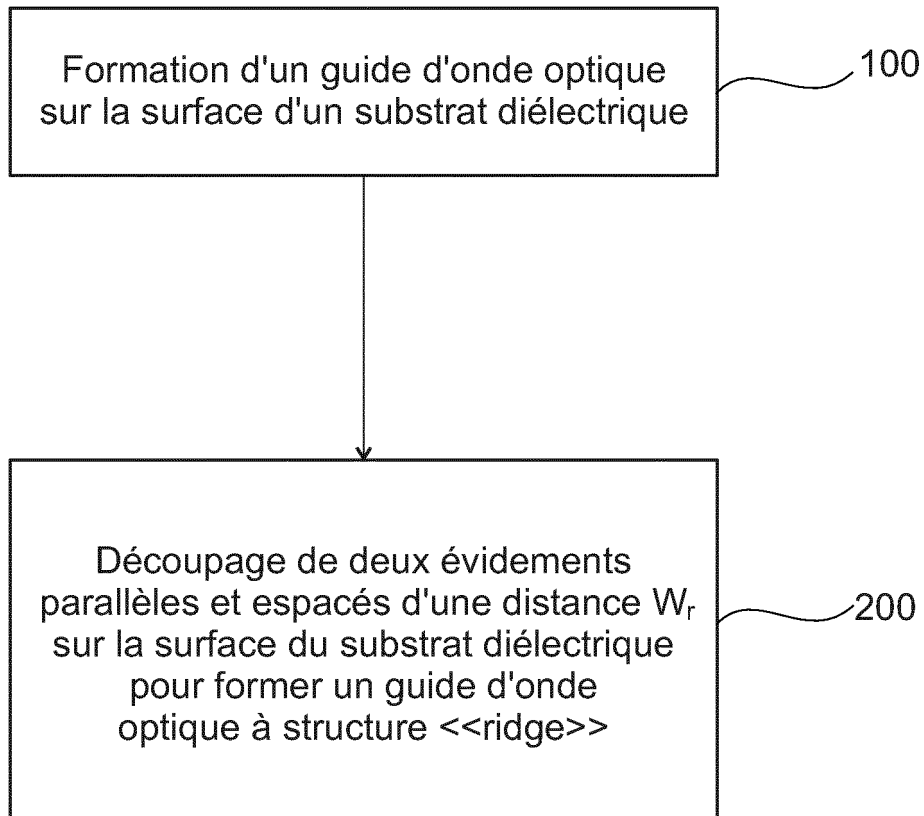 Formation d'un guide d'onde optique
sur la surface d'un substrat diélectrique
100
Découpage de deux évidements
parallèles et espacés d'une distance Wr
sur la surface du substrat diélectrique
pour former un guide d'onde
optique à structure <<ridge>>
200